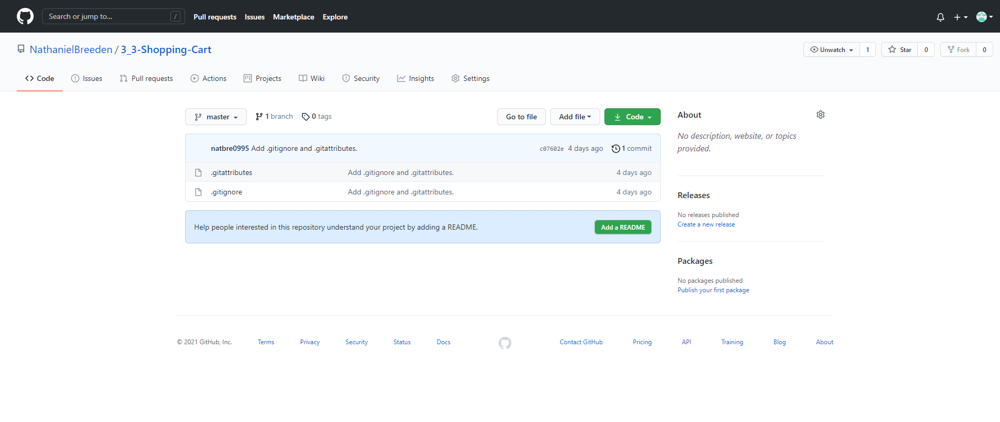 Search or jump to... /
Pull requests Issues Marketplace Explore
NathanielBreeden / 3_3-Shopping-Cart
Unwatch 1 Star 0 Fork 0
Code Issues Pull requests Actions Projects Wiki Security Insights Settings
master 1 branch 0 tags
Go to file Add file Code
natbre0995 Add .gitignore and .gitattributes. c07602e 4 days ago 1 commit
.gitattributes Add .gitignore and .gitattributes. 4 days ago
.gitignore Add .gitignore and .gitattributes. 4 days ago
Help people interested in this repository understand your project by adding a README. Add a README
About
No description, website, or topics
provided.
Releases
No releases published
Create a new release
Packages
No packages published
Publish your first package
© 2021 GitHub, Inc. Terms Privacy Security Status Docs Contact GitHub Pricing API Training Blog About